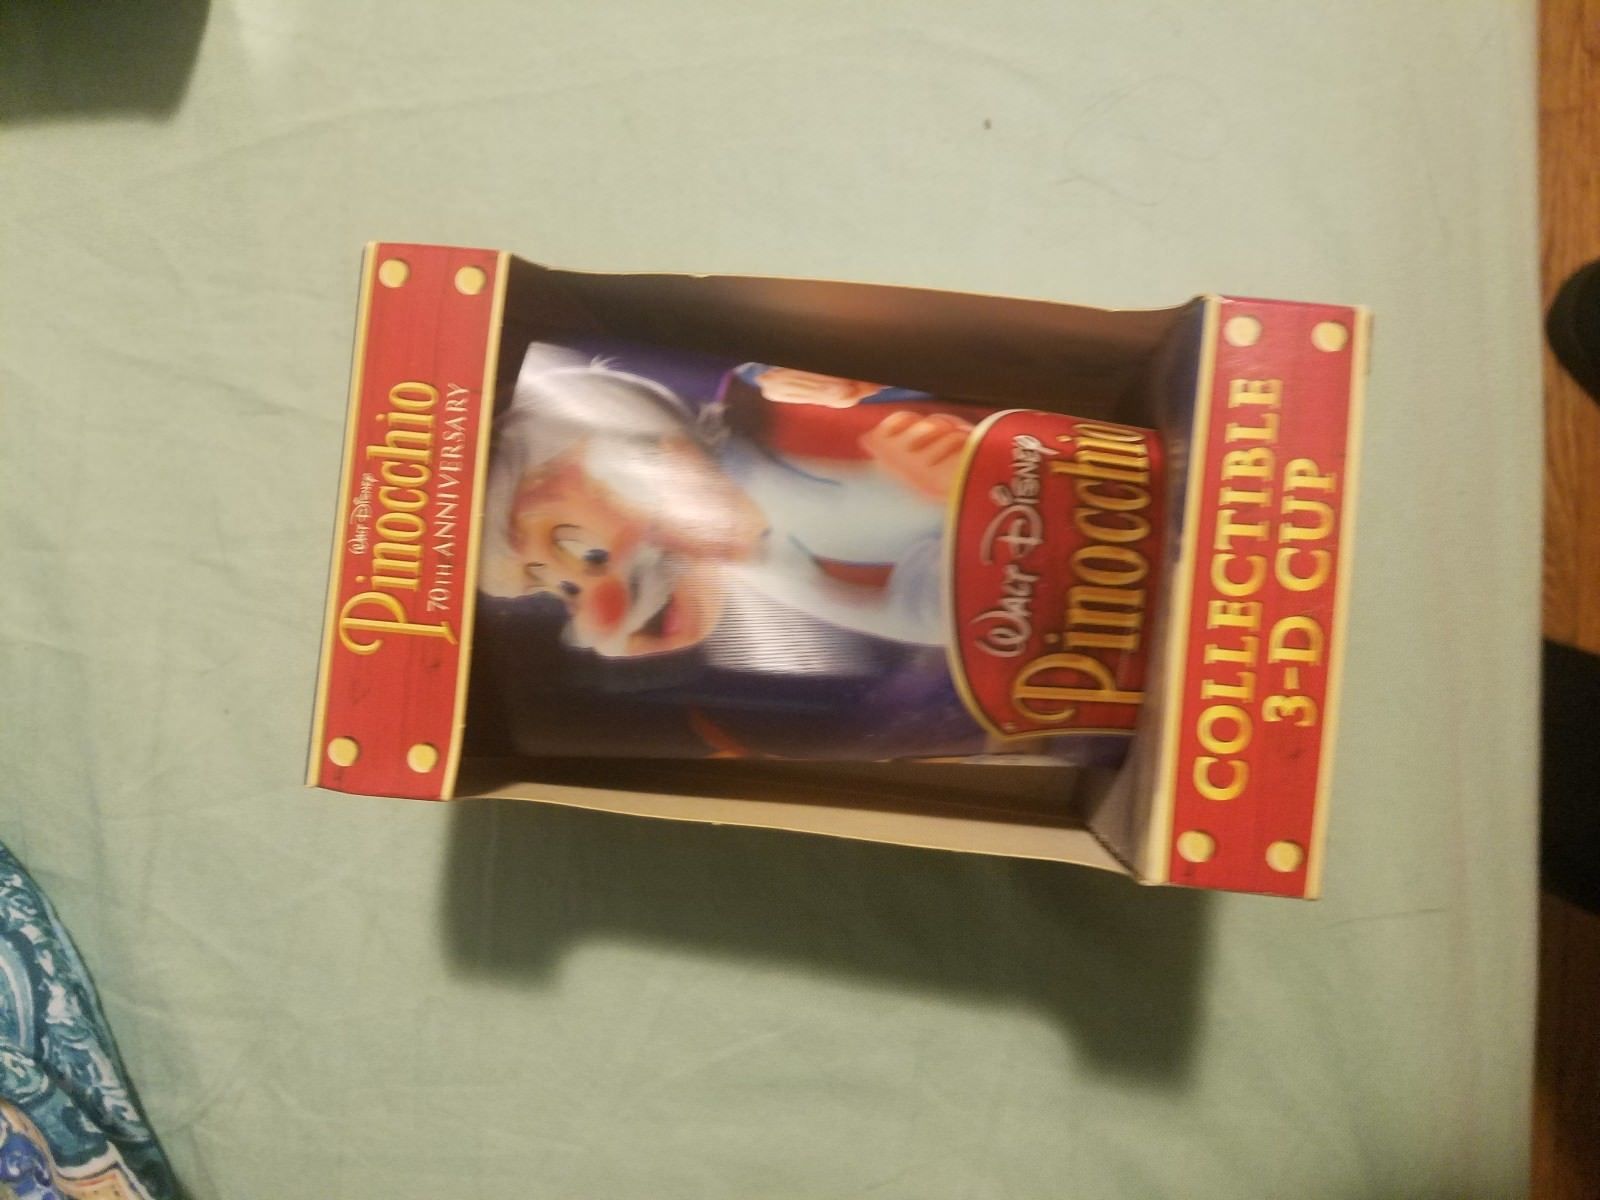 Walt Disney
Pinocchio
70TH ANNIVERSARY
Walt Disney
Pinocchio
COLLECTIBLE
3-D CUP